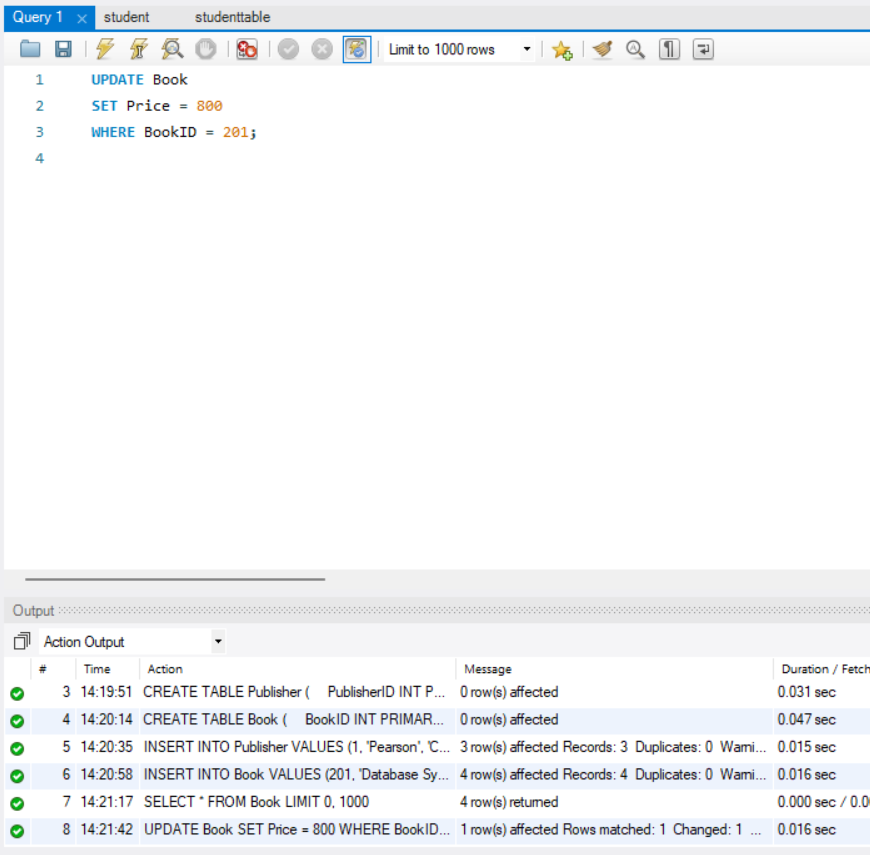 Query 1 student studenttable
Limit to 1000 rows
1 UPDATE Book
2 SET Price = 800
3 WHERE BookID = 201;
4
Output
Action Output
# Time Action Message Duration / Fetch
3 14:19:51 CREATE TABLE Publisher ( PublisherID INT P... 0 row(s) affected 0.031 sec
4 14:20:14 CREATE TABLE Book ( BookID INT PRIMAR... 0 row(s) affected 0.047 sec
5 14:20:35 INSERT INTO Publisher VALUES (1, 'Pearson', 'C... 3 row(s) affected Records: 3 Duplicates: 0 Warni... 0.015 sec
6 14:20:58 INSERT INTO Book VALUES (201, 'Database Sy... 4 row(s) affected Records: 4 Duplicates: 0 Warni... 0.016 sec
7 14:21:17 SELECT * FROM Book LIMIT 0, 1000 4 row(s) returned 0.000 sec / 0.0
8 14:21:42 UPDATE Book SET Price = 800 WHERE BookID... 1 row(s) affected Rows matched: 1 Changed: 1 ... 0.016 sec